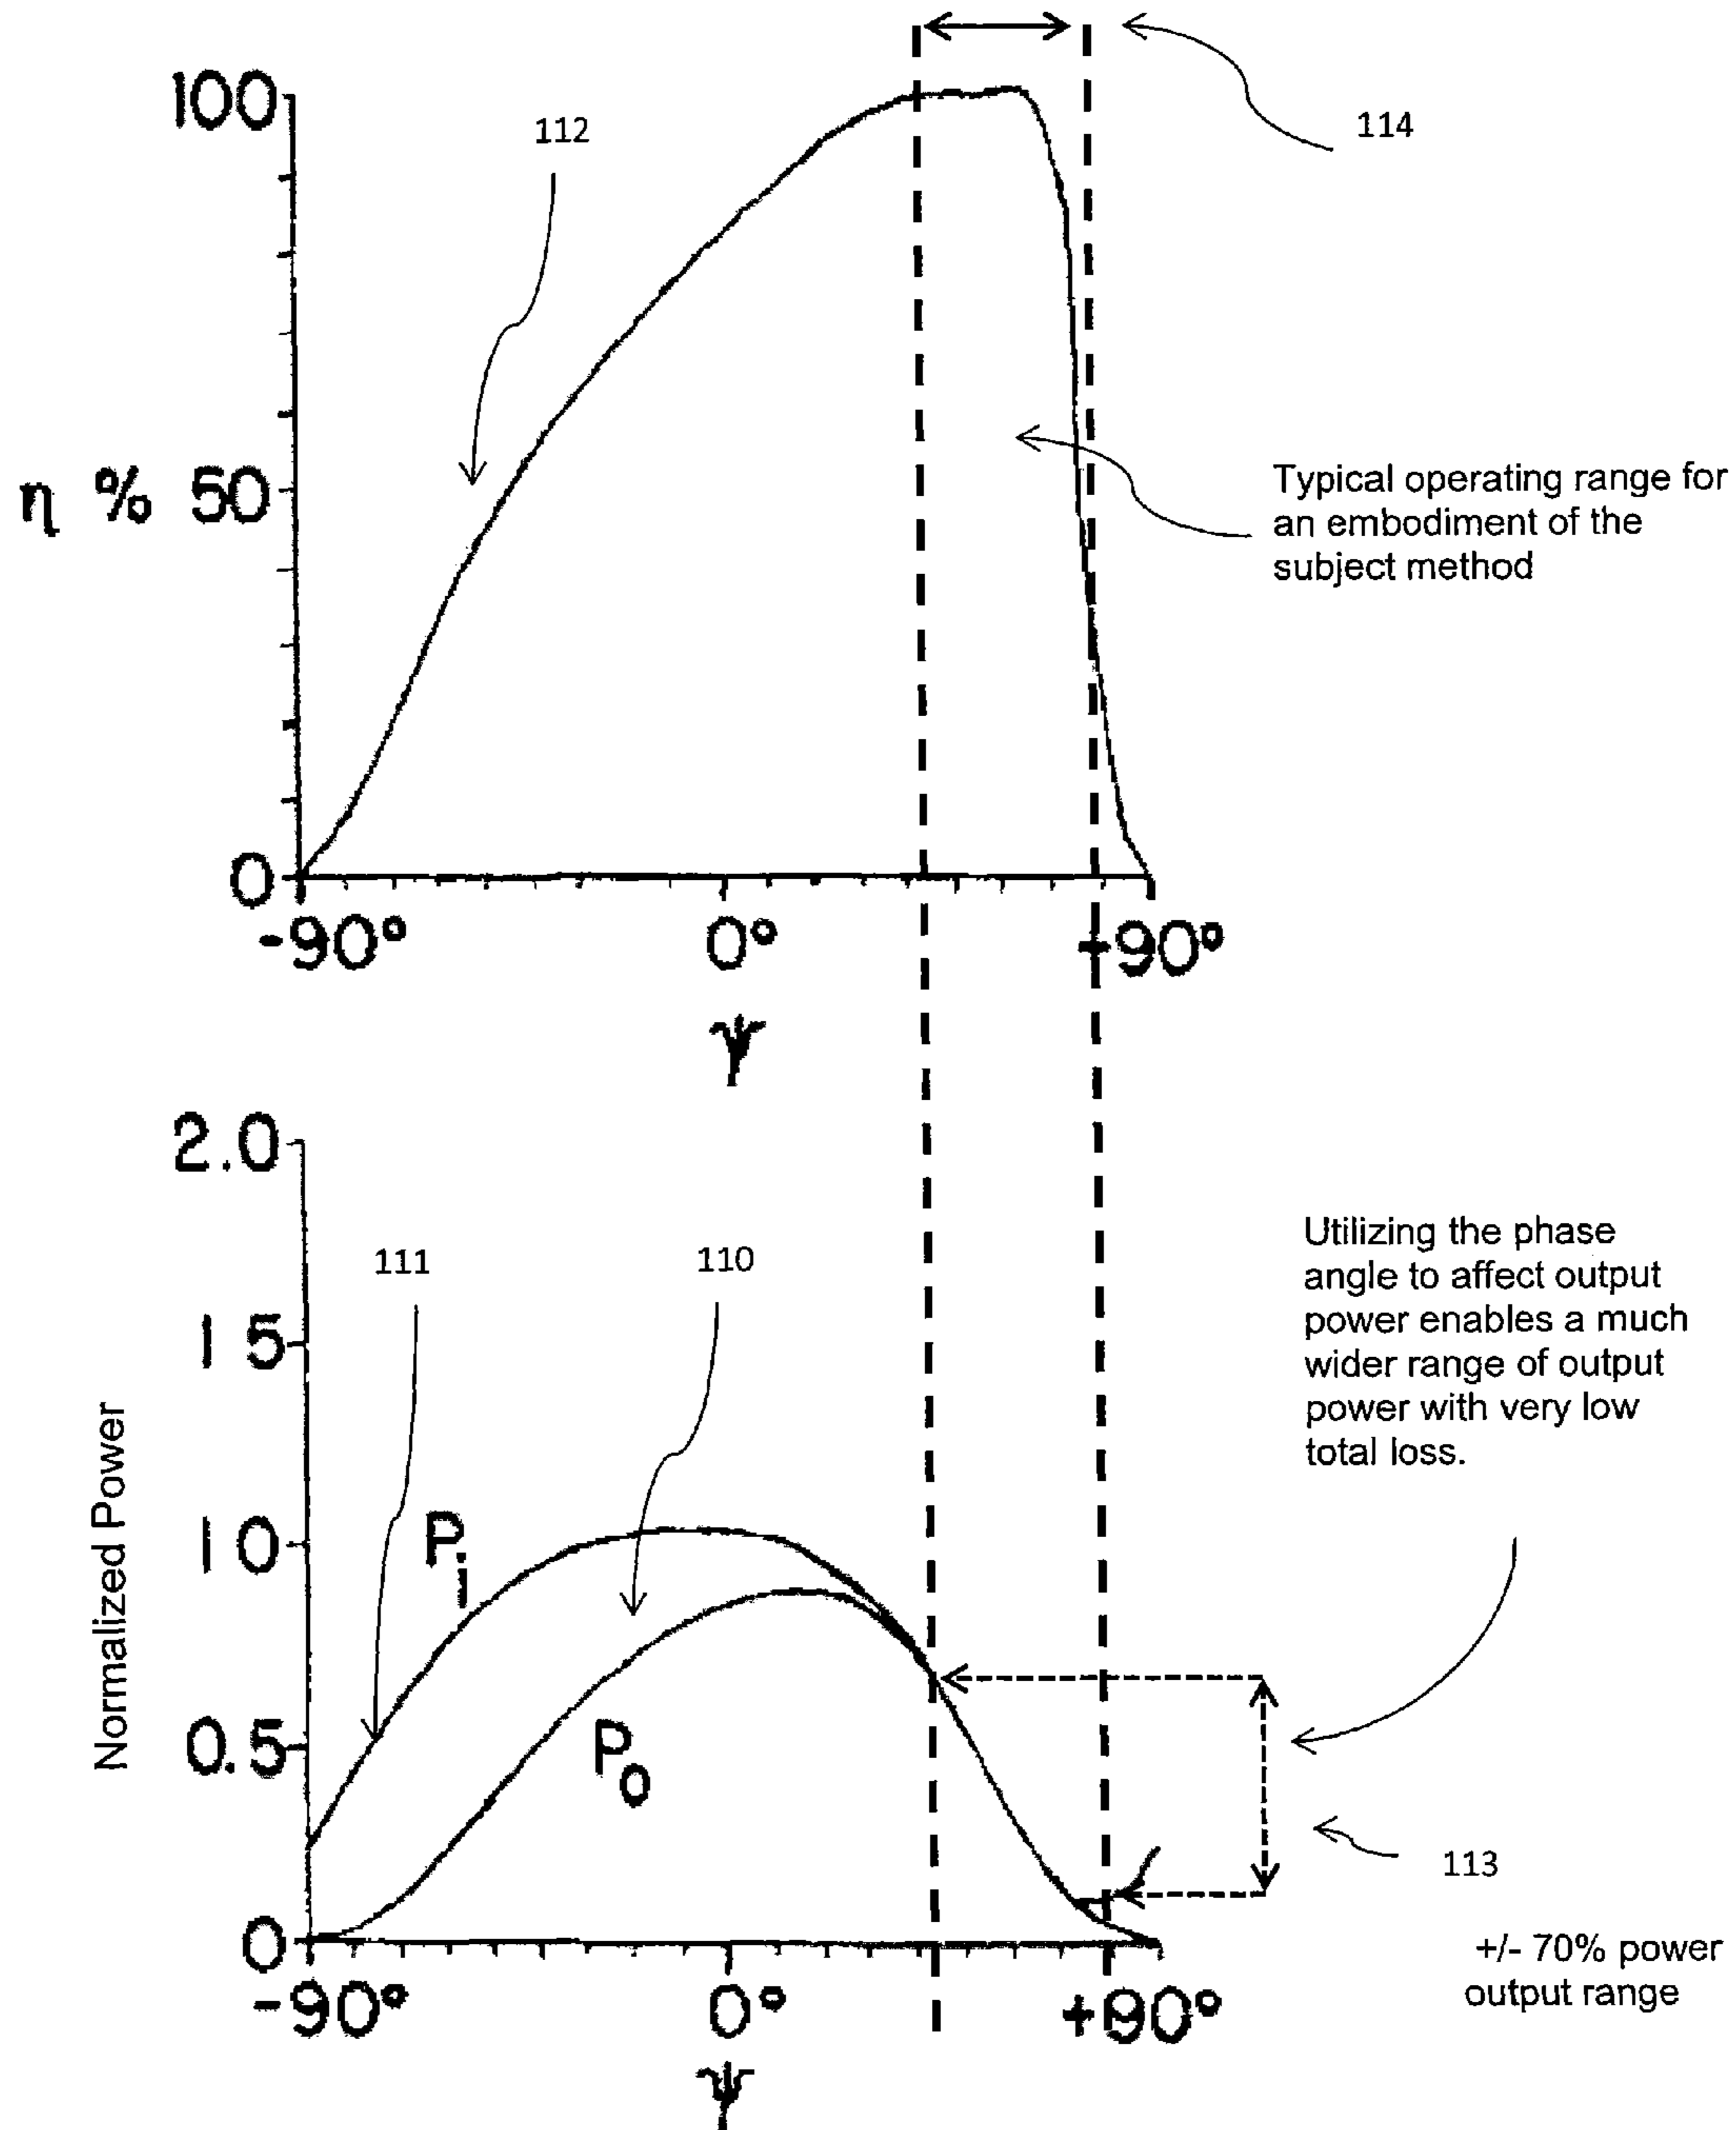 100
112
114
η % 50
Typical operating range for
an embodiment of the
subject method
0
-90° 0° +90°
Ψ
2.0
111
110
Utilizing the phase
angle to affect output
power enables a much
wider range of output
power with very low
total loss.
1 5
Normalized Power
1 0
Pi
0.5
Po
113
0
+/- 70% power
output range
-90° 0° +90°
Ψ